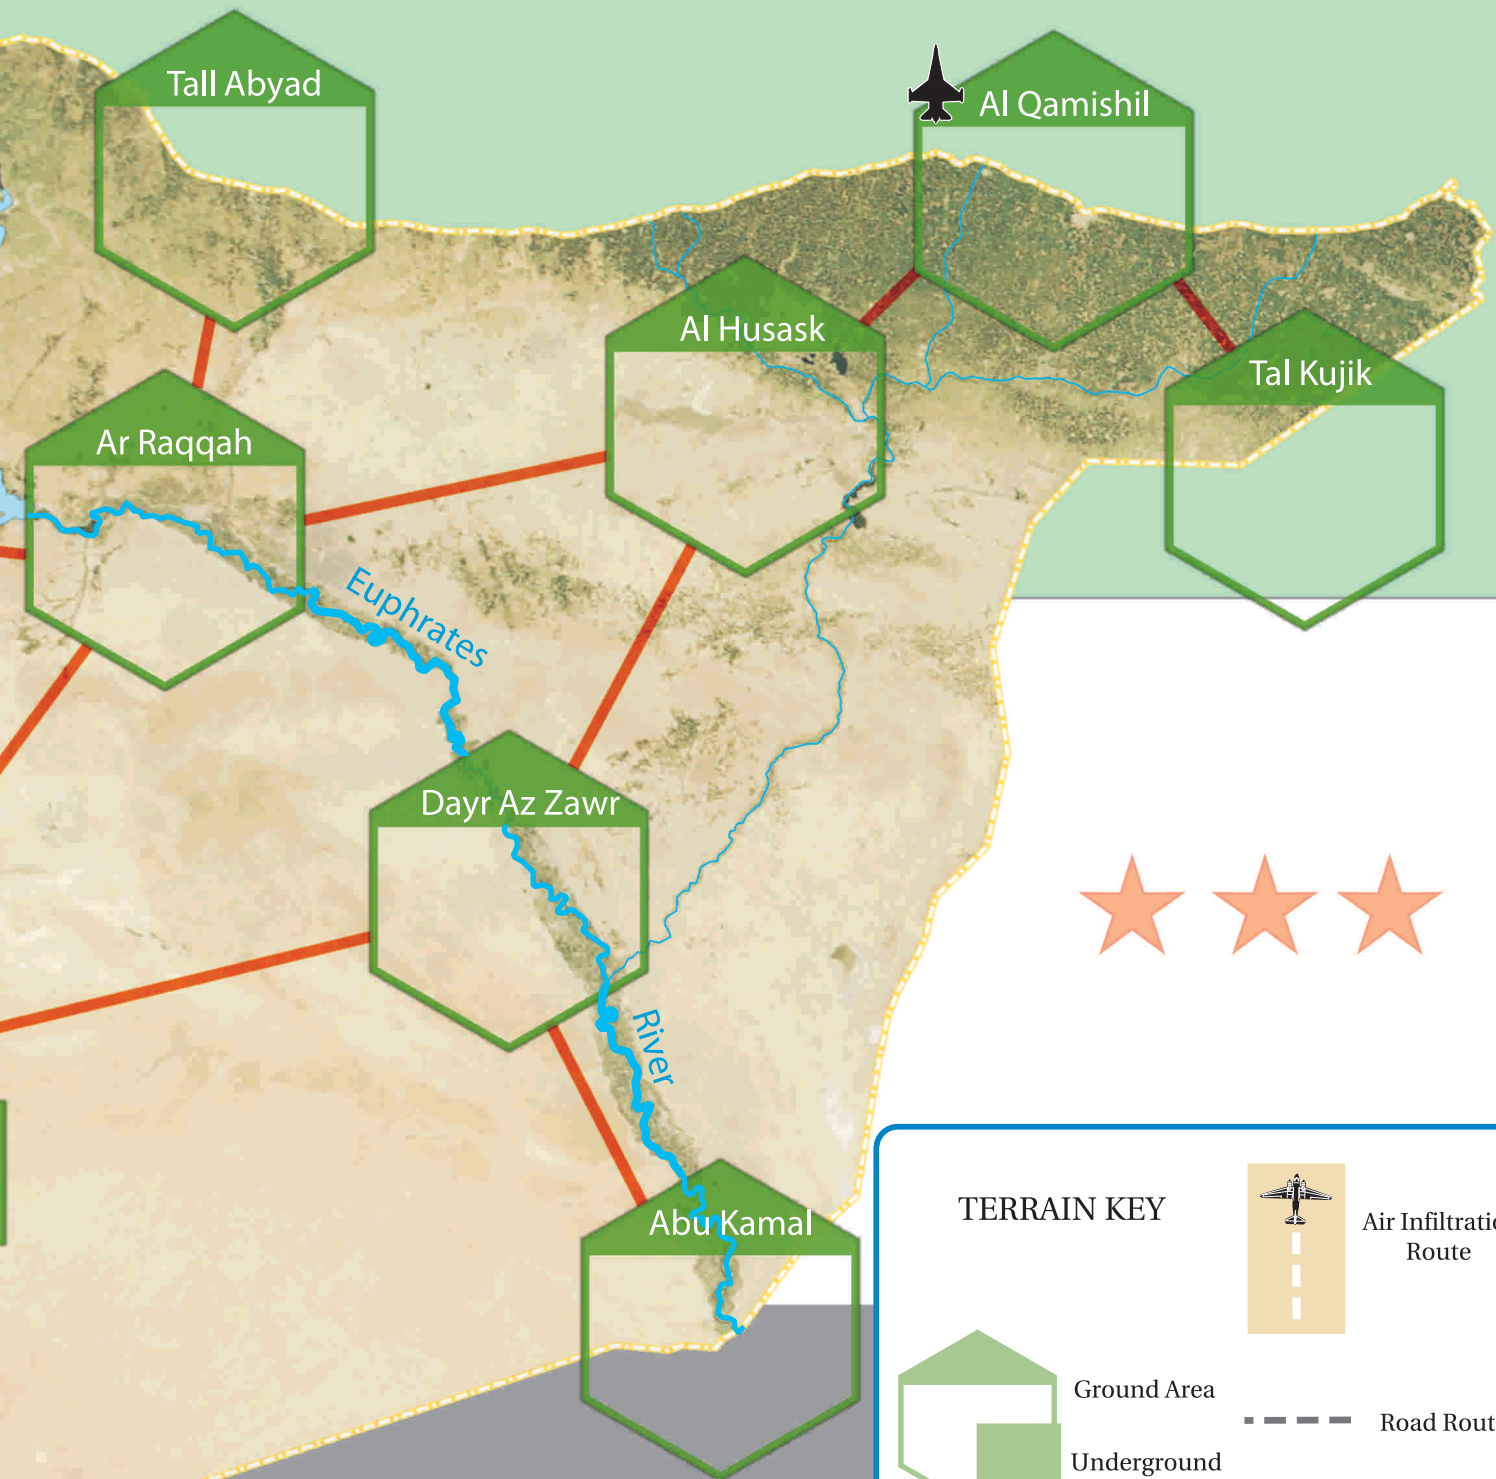 Tall Abyad
Al Qamishil
Al Husask
Tal Kujik
Ar Raqqah
Euphrates
Dayr Az Zawr
River
Abu Kamal
TERRAIN KEY
Air Infiltratio
Route
Ground Area
Road Rout
Underground